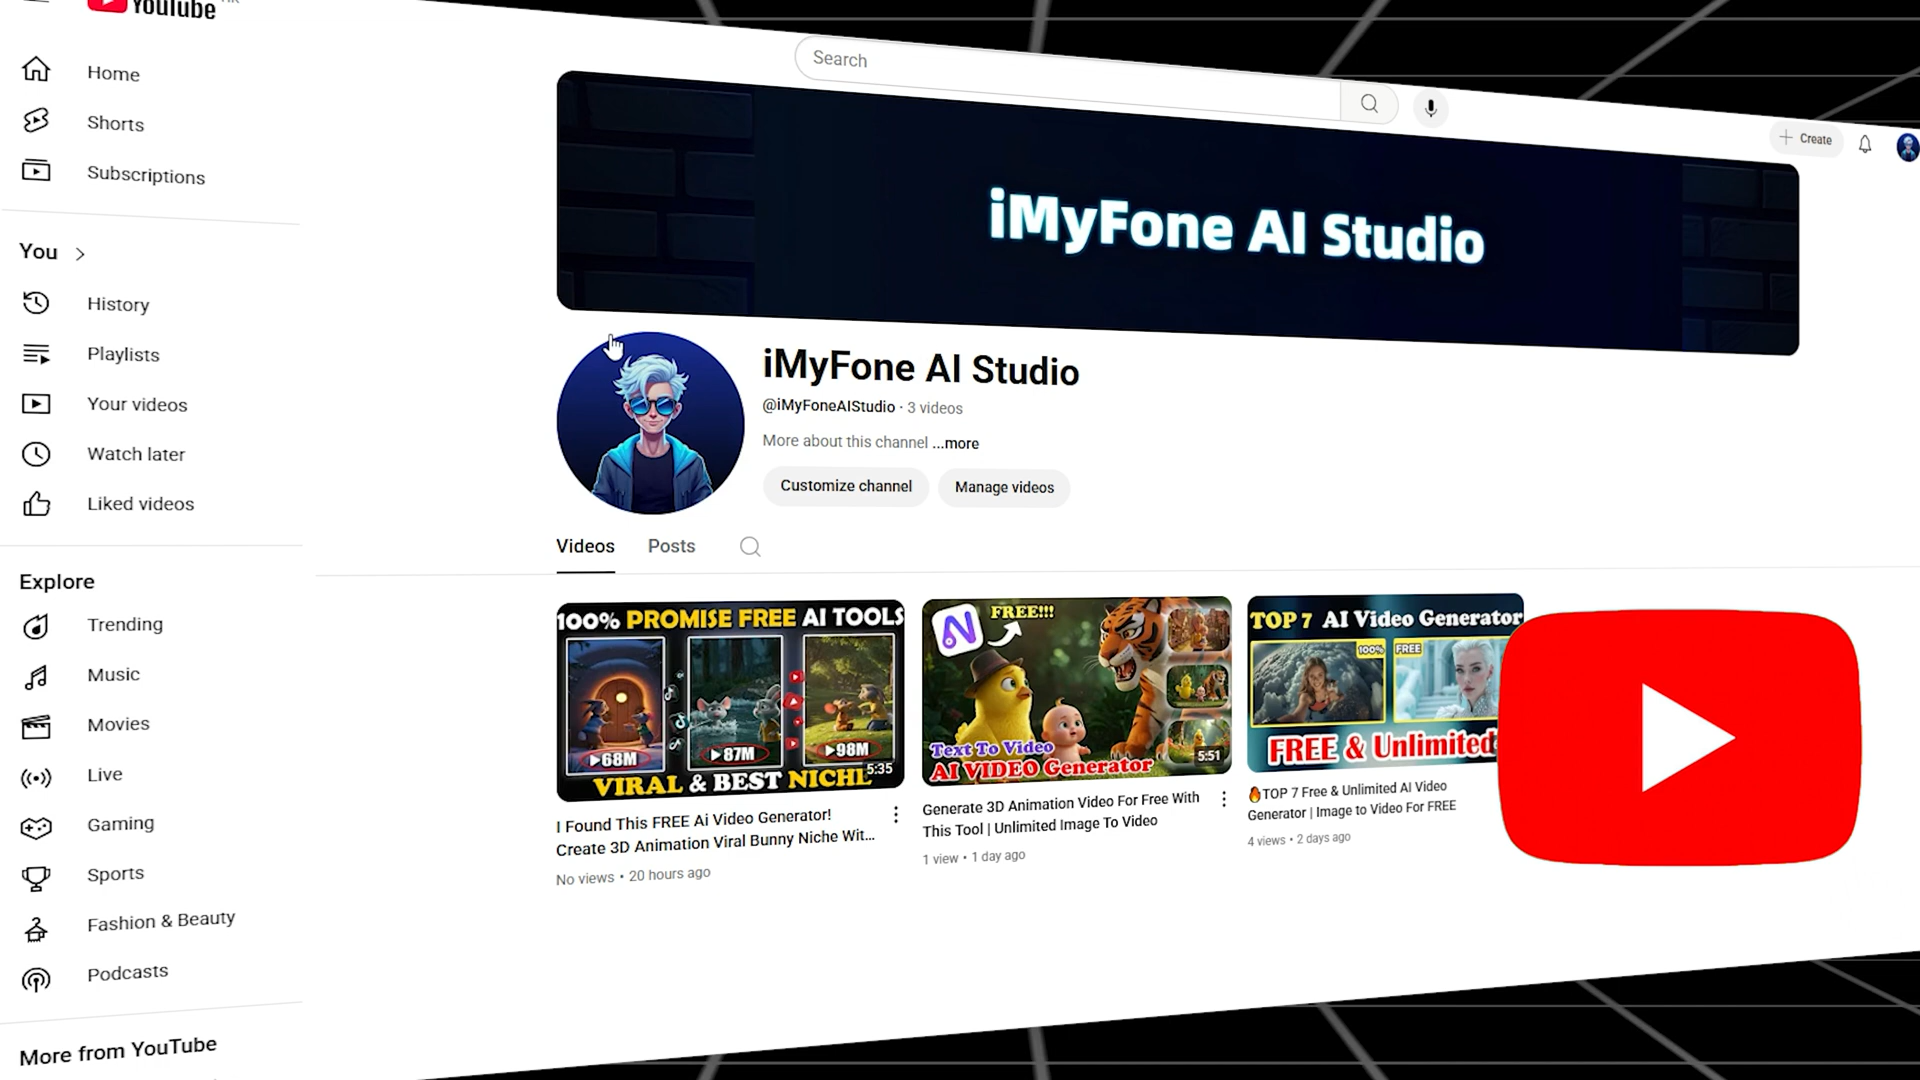 YouTube
Search
Create
Home
Shorts
Subscriptions
You
History
Playlists
Your videos
Watch later
Liked videos
Explore
Trending
Music
Movies
Live
Gaming
Sports
Fashion & Beauty
Podcasts
More from YouTube
iMyFone AI Studio
iMyFone AI Studio
@iMyFoneAIStudio · 3 videos
More about this channel ...more
Customize channel
Manage videos
Videos
Posts
100% PROMISE FREE AI TOOLS
68M
87M
98M
5:35
VIRAL & BEST
I Found This FREE Ai Video Generator!
Create 3D Animation Viral Bunny Niche Wit...
No views • 20 hours ago
FREE!!!
Text To Video
AI VIDEO Generator
5:51
Generate 3D Animation Video For Free With
This Tool | Unlimited Image To Video
1 view • 1 day ago
TOP 7 AI Video Generator
100%
FREE
FREE & Unlimited
🔥TOP 7 Free & Unlimited AI Video
Generator | Image to Video For FREE
4 views • 2 days ago